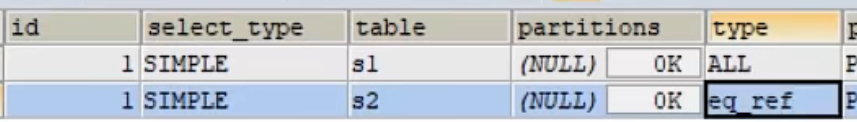 id select_type table partitions type p
1 SIMPLE s1 (NULL) 0K ALL P
1 SIMPLE s2 (NULL) 0K eq_ref P